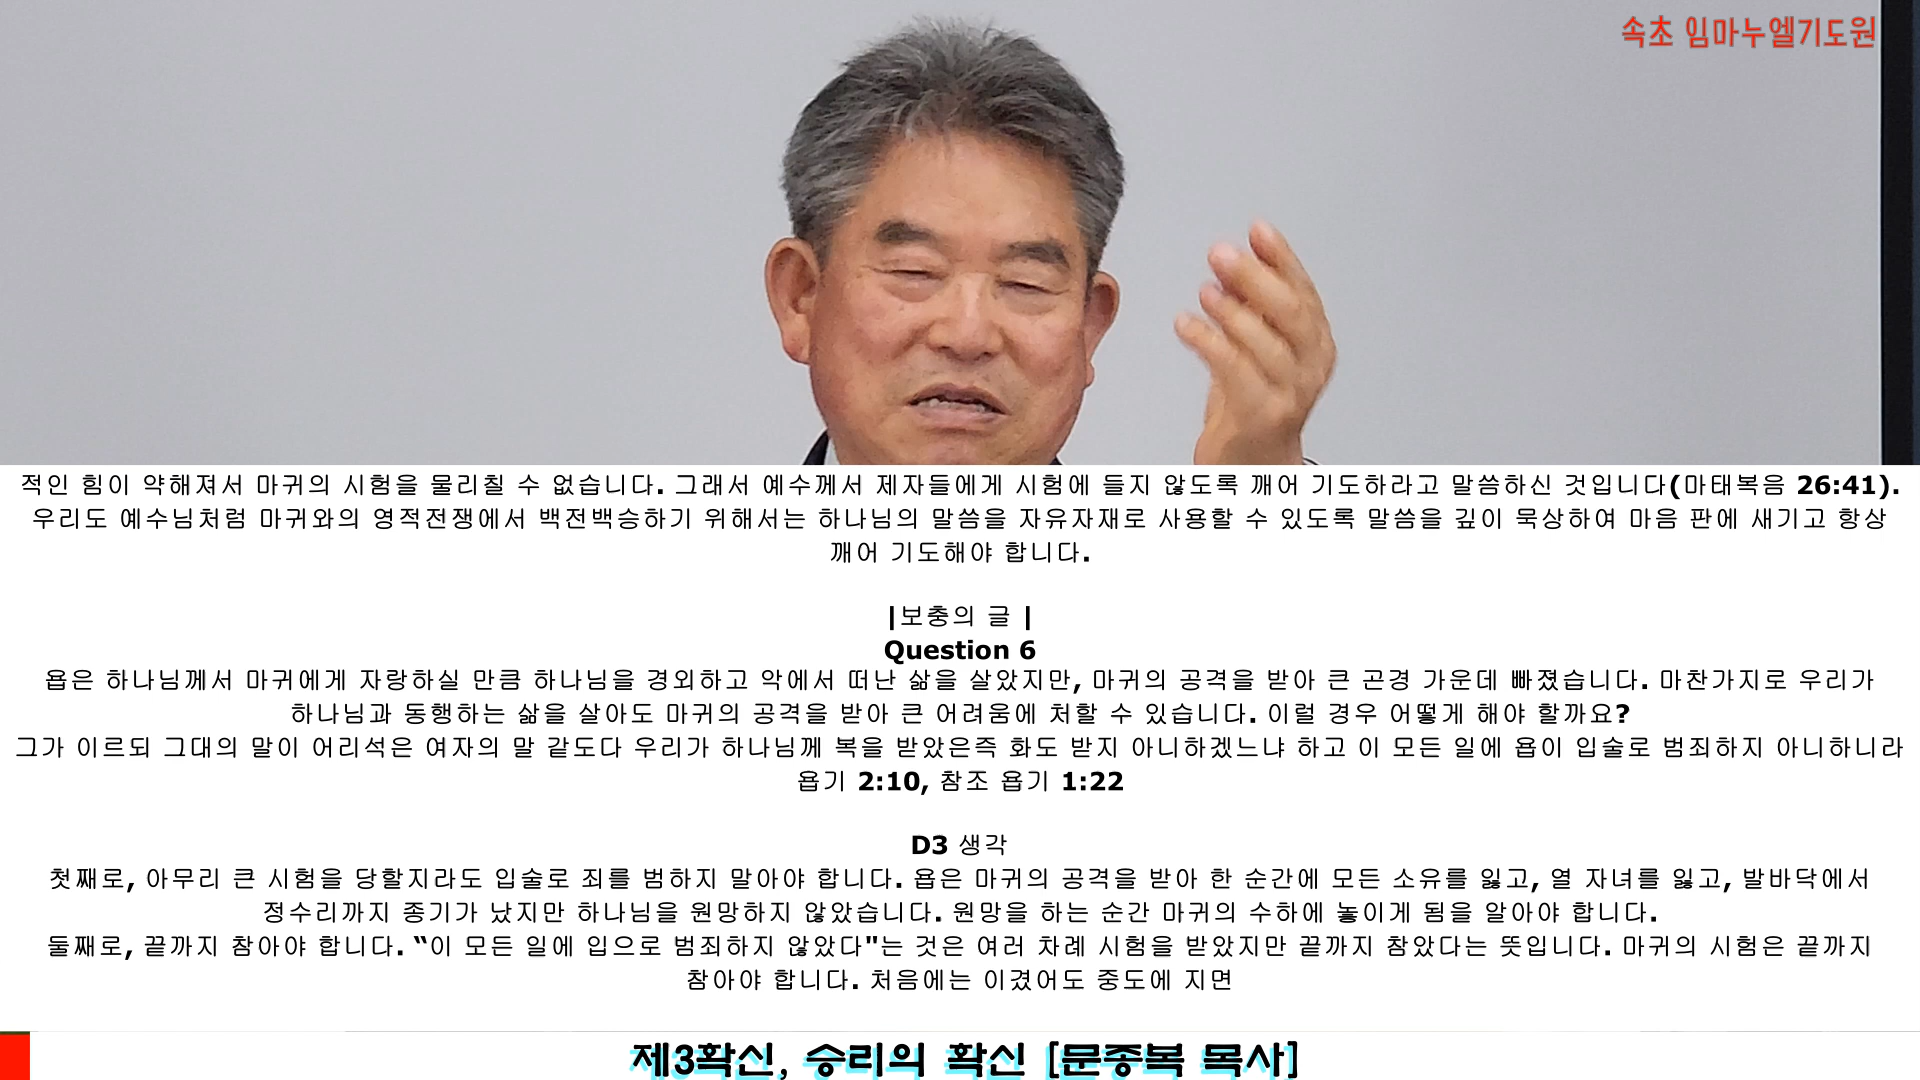 속초 임마누엘기도원
적인 힘이 약해져서 마귀의 시험을 물리칠 수 없습니다. 그래서 예수께서 제자들에게 시험에 들지 않도록 깨어 기도하라고 말씀하신 것입니다(마태복음 26:41).
우리도 예수님처럼 마귀와의 영적전쟁에서 백전백승하기 위해서는 하나님의 말씀을 자유자재로 사용할 수 있도록 말씀을 깊이 묵상하여 마음 판에 새기고 항상
깨어 기도해야 합니다.
|보충의 글 |
Question 6
욥은 하나님께서 마귀에게 자랑하실 만큼 하나님을 경외하고 악에서 떠난 삶을 살았지만, 마귀의 공격을 받아 큰 곤경 가운데 빠졌습니다. 마찬가지로 우리가
하나님과 동행하는 삶을 살아도 마귀의 공격을 받아 큰 어려움에 처할 수 있습니다. 이럴 경우 어떻게 해야 할까요?
그가 이르되 그대의 말이 어리석은 여자의 말 같도다 우리가 하나님께 복을 받았은즉 화도 받지 아니하겠느냐 하고 이 모든 일에 욥이 입술로 범죄하지 아니하니라
욥기 2:10, 참조 욥기 1:22
D3 생각
첫째로, 아무리 큰 시험을 당할지라도 입술로 죄를 범하지 말아야 합니다. 욥은 마귀의 공격을 받아 한 순간에 모든 소유를 잃고, 열 자녀를 잃고, 발바닥에서
정수리까지 종기가 났지만 하나님을 원망하지 않았습니다. 원망을 하는 순간 마귀의 수하에 놓이게 됨을 알아야 합니다.
둘째로, 끝까지 참아야 합니다. “이 모든 일에 입으로 범죄하지 않았다"는 것은 여러 차례 시험을 받았지만 끝까지 참았다는 뜻입니다. 마귀의 시험은 끝까지
참아야 합니다. 처음에는 이겼어도 중도에 지면
제3확신, 승리의 확신 [문종복 목사]